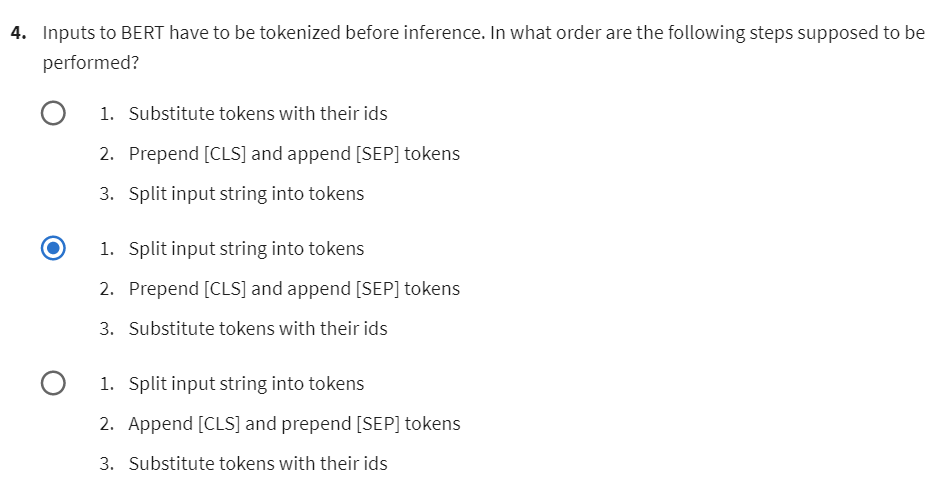 4. Inputs to BERT have to be tokenized before inference. In what order are the following steps supposed to be
performed?
1. Substitute tokens with their ids
2. Prepend [CLS] and append [SEP] tokens
3. Split input string into tokens
1. Split input string into tokens
2. Prepend [CLS] and append [SEP] tokens
3. Substitute tokens with their ids
1. Split input string into tokens
2. Append [CLS] and prepend [SEP] tokens
3. Substitute tokens with their ids